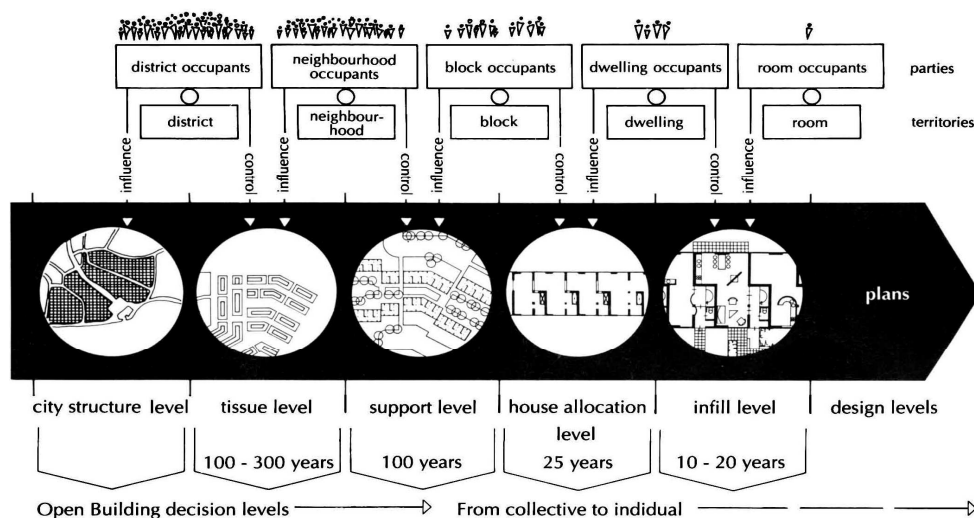 district occupants
neighbourhood
occupants
block occupants
dwelling occupants
room occupants
parties
district
neighbour-
hood
block
dwelling
room
territories
influence
control
influence
control
influence
control
influence
control
influence
plans
city structure level
tissue level
support level
house allocation
level
infill level
design levels
100 - 300 years
100 years
25 years
10 - 20 years
Open Building decision levels
From collective to indidual